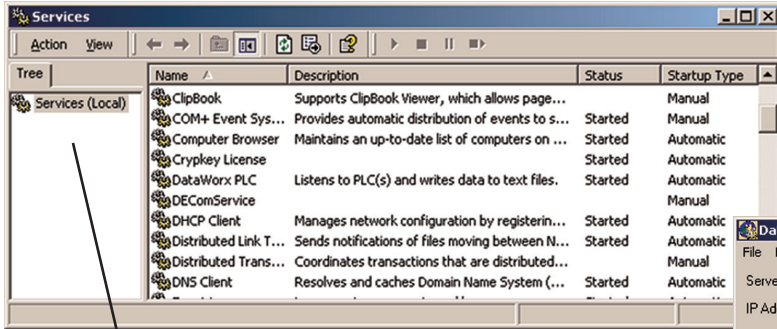 Services
Action View
Tree
Name Description Status Startup Type
Services (Local)
ClipBook Supports ClipBook Viewer, which allows page... Manual
COM+ Event Sys... Provides automatic distribution of events to s... Started Manual
Computer Browser Maintains an up-to-date list of computers on ... Started Automatic
Crypkey License Started Automatic
DataWorx PLC Listens to PLC(s) and writes data to text files. Started Automatic
DEComService Manual
DHCP Client Manages network configuration by registerin... Started Automatic
Distributed Link T... Sends notifications of files moving between N... Started Automatic
Distributed Trans... Coordinates transactions that are distributed... Manual
DNS Client Resolves and caches Domain Name System (... Started Automatic
Da
File
Serve
IP Ad